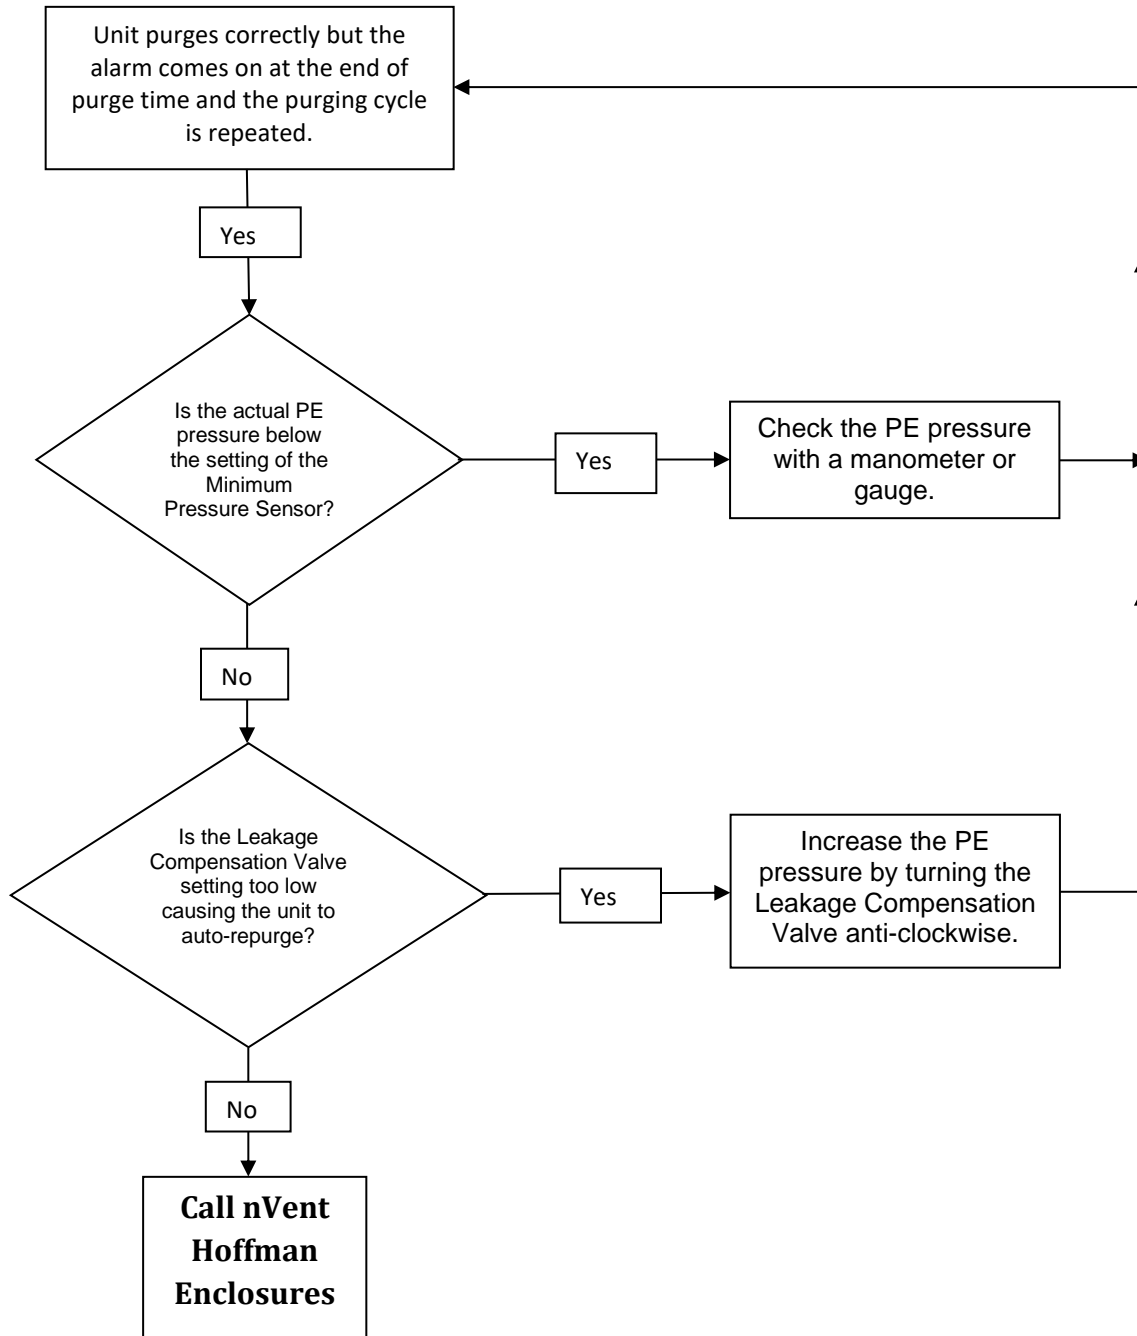 Unit purges correctly but the
alarm comes on at the end of
purge time and the purging cycle
is repeated.
Yes
Is the actual PE
pressure below
the setting of the
Minimum
Pressure Sensor?
Yes
Check the PE pressure
with a manometer or
gauge.
No
Is the Leakage
Compensation Valve
setting too low
causing the unit to
auto-repurge?
Yes
Increase the PE
pressure by turning the
Leakage Compensation
Valve anti-clockwise.
No
Call nVent
Hoffman
Enclosures